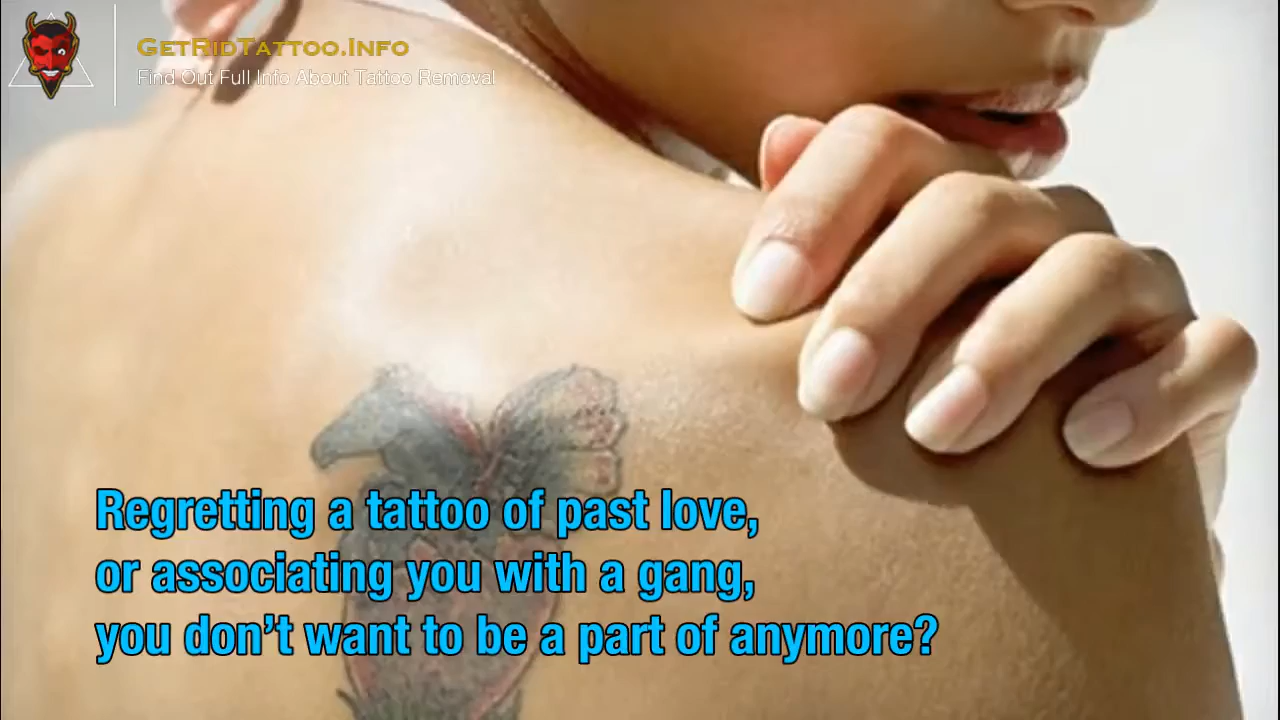 GetRidTattoo.Info
Find Out Full Info About Tattoo Removal
Regretting a tattoo of past love,
or associating you with a gang,
you don’t want to be a part of anymore?